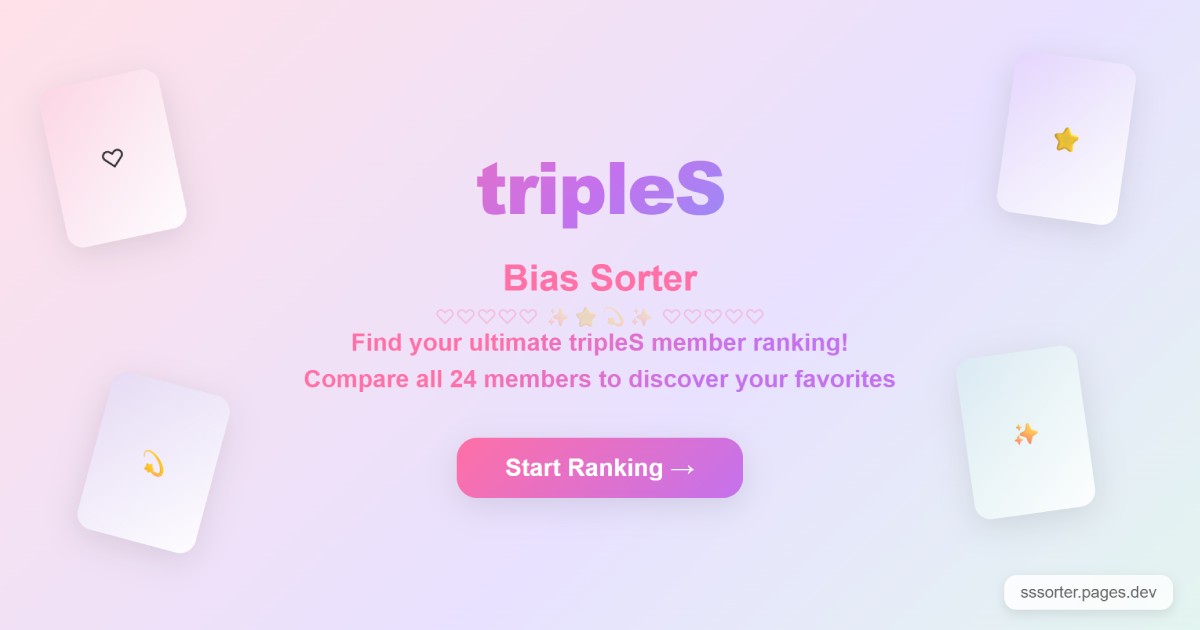 tripleS
Bias Sorter
♡♡♡♡♡ ✨⭐💫✨ ♡♡♡♡♡
Find your ultimate tripleS member ranking!
Compare all 24 members to discover your favorites
Start Ranking →
sssorter.pages.dev